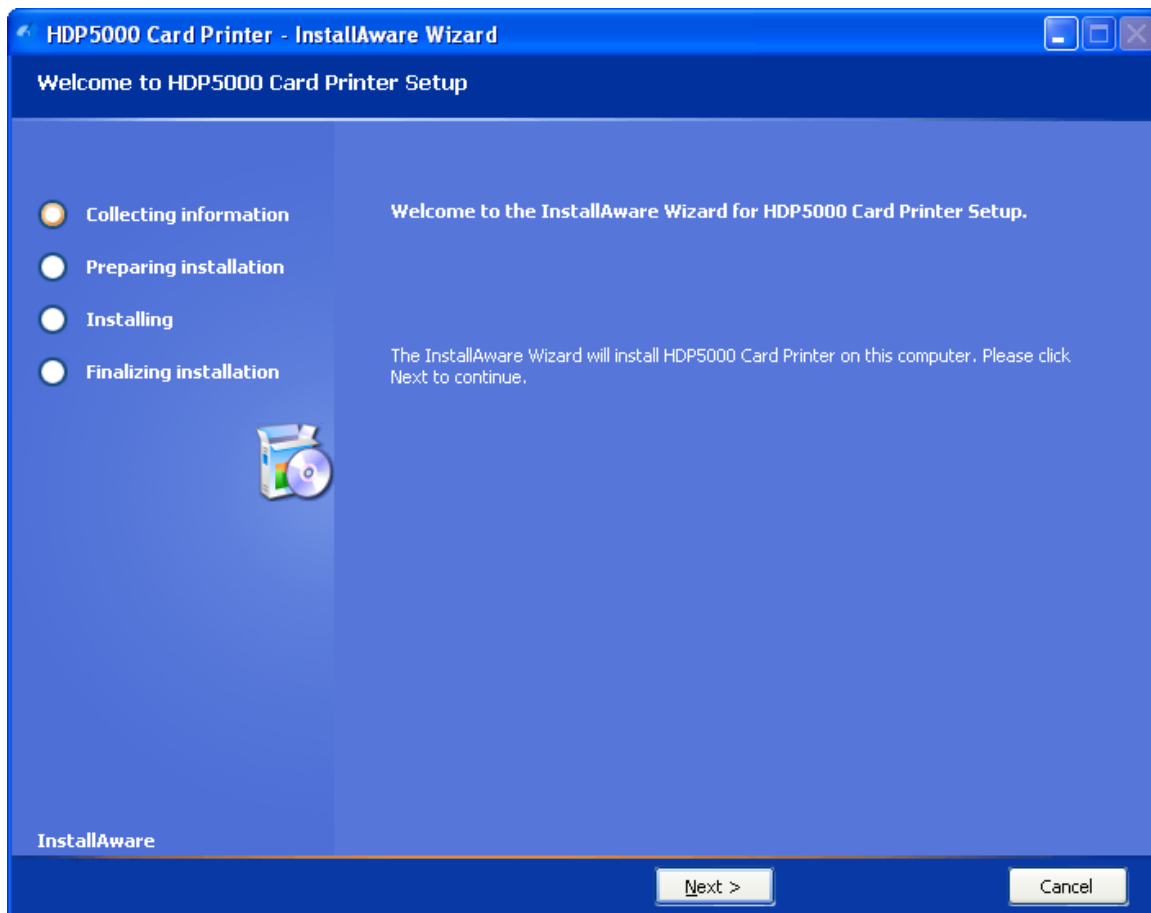 HDP5000 Card Printer - InstallAware Wizard
Welcome to HDP5000 Card Printer Setup
Collecting information
Preparing installation
Installing
Finalizing installation
Welcome to the InstallAware Wizard for HDP5000 Card Printer Setup.
The InstallAware Wizard will install HDP5000 Card Printer on this computer. Please click
Next to continue.
InstallAware
Next >
Cancel